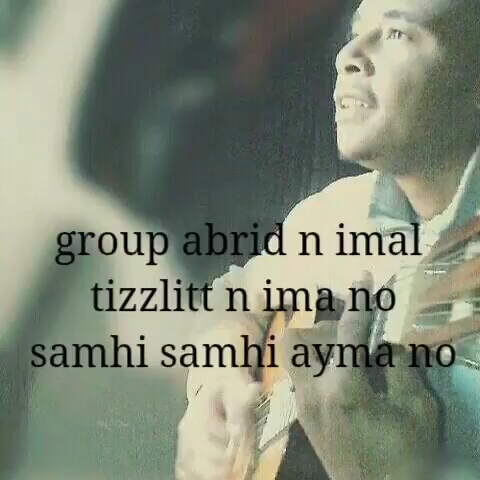 group abrid n imal
tizzlitt n ima no
samhi samhi ayma no